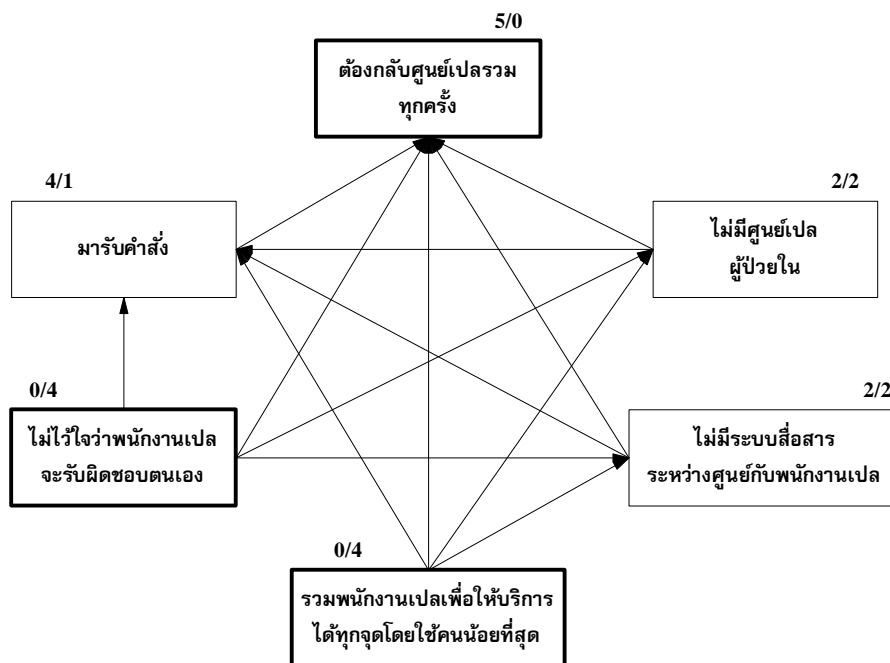 5/0
ต้องกลับศูนย์เปลรวม
ทุกครั้ง
4/1
มารับคำสั่ง
2/2
ไม่มีศูนย์เปล
ผู้ป่วยใน
0/4
ไม่ไว้ใจว่าพนักงานเปล
จะรับผิดชอบตนเอง
2/2
ไม่มีระบบสื่อสาร
ระหว่างศูนย์กับพนักงานเปล
0/4
รวมพนักงานเปลเพื่อให้บริการ
ได้ทุกจุดโดยใช้คนน้อยที่สุด